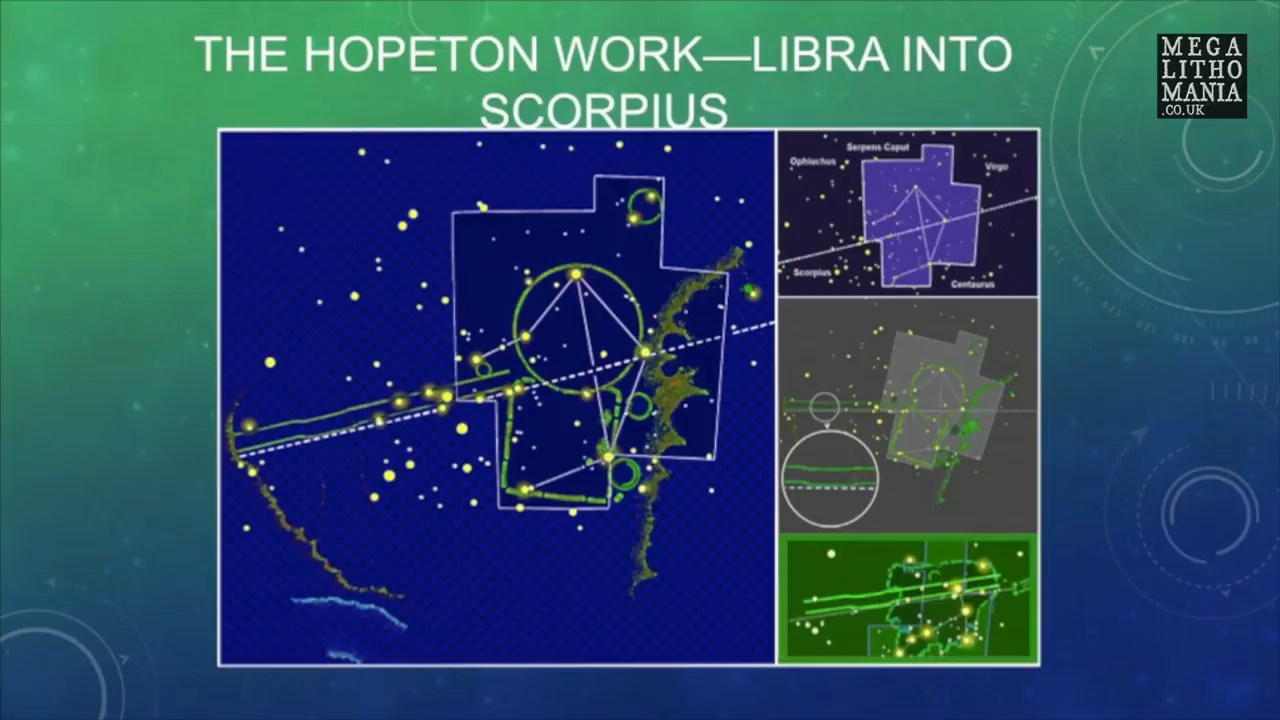 THE HOPETON WORK—LIBRA INTO
SCORPIUS
MEGA
LITHO
MANIA
.CO.UK
Serpens Caput
Ophiuchus
Virgo
Scorpius
Centaurus